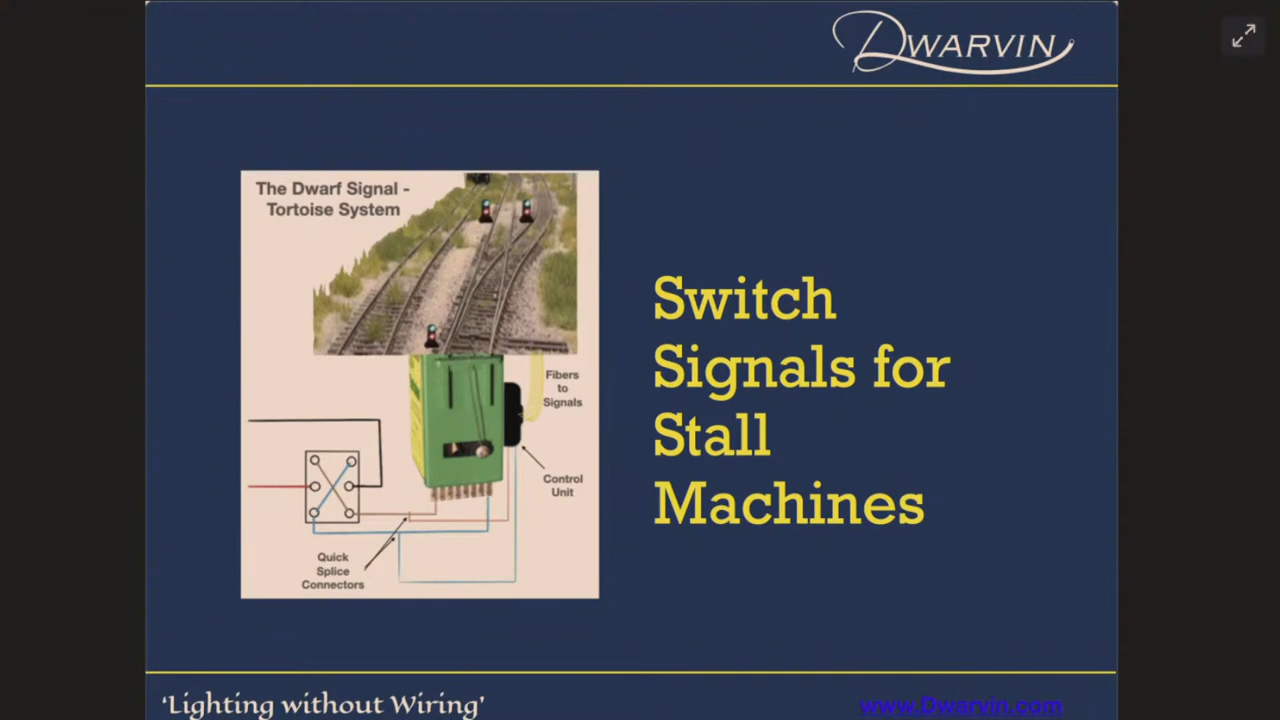 DWARVIN
The Dwarf Signal -
Tortoise System
Fibers
to
Signals
Control
Unit
Quick
Splice
Connectors
Switch
Signals for
Stall
Machines
'Lighting without Wiring'
www.Dwarvin.com